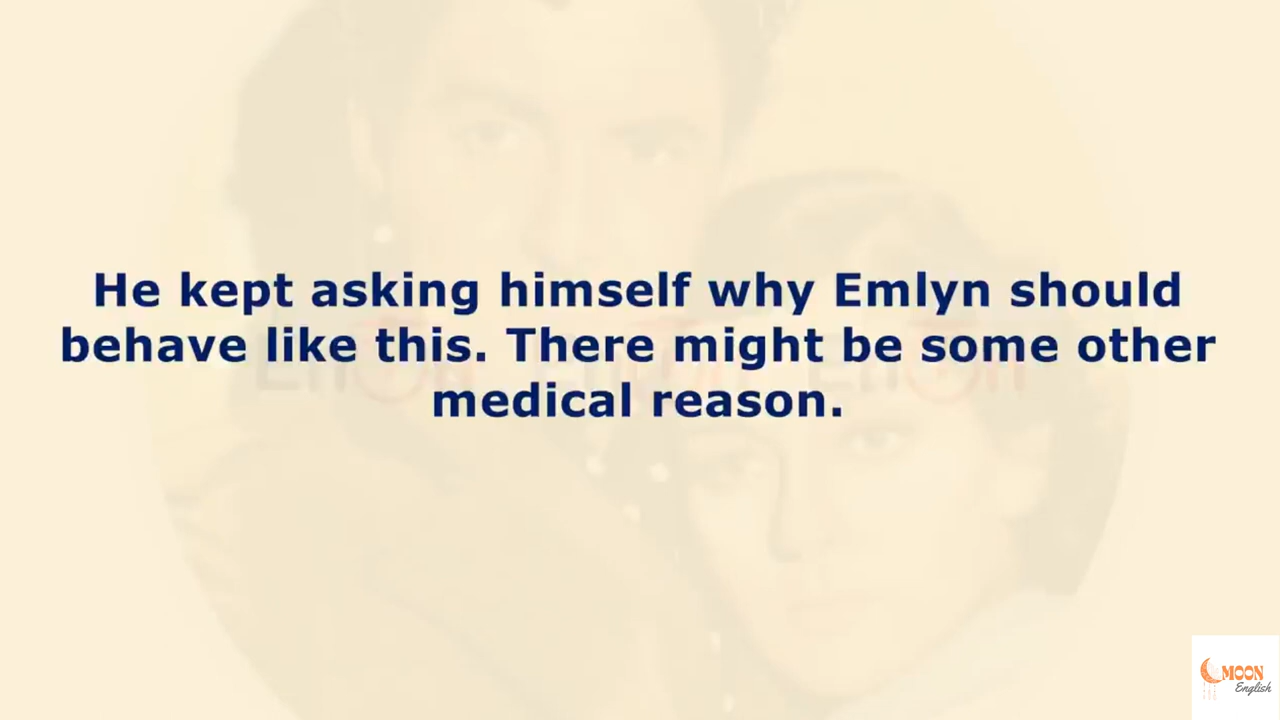 He kept asking himself why Emlyn should
behave like this. There might be some other
medical reason.
MOON
English